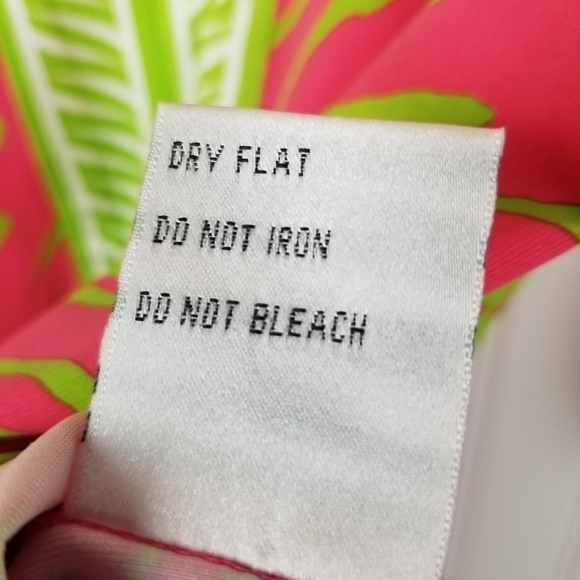 DRY FLAT
DO NOT IRON
DO NOT BLEACH